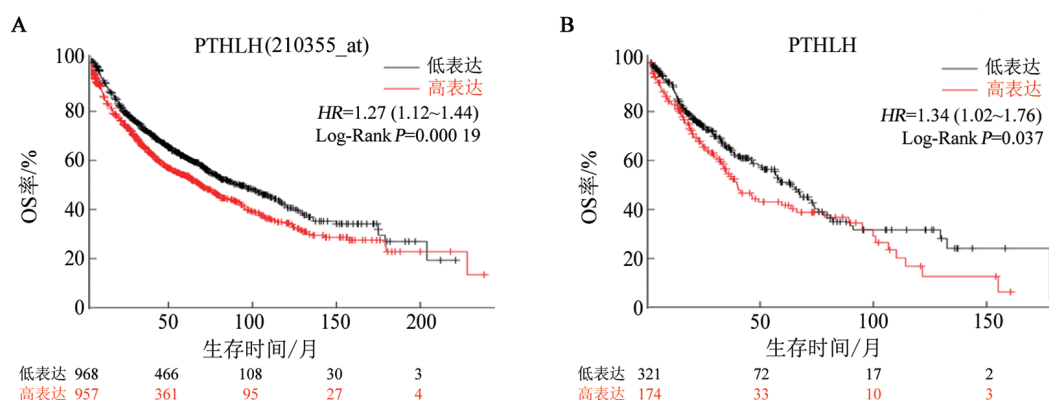 A
PTHLH(210355_at)
低表达
高表达
HR=1.27 (1.12~1.44)
Log-Rank P=0.000 19
100
80
60
40
20
0
OS率/%
50
100
150
200
生存时间/月
低表达 968 466 108 30 3
高表达 957 361 95 27 4
B
PTHLH
低表达
高表达
HR=1.34 (1.02~1.76)
Log-Rank P=0.037
100
80
60
40
20
0
OS率/%
50
100
150
生存时间/月
低表达 321 72 17 2
高表达 174 33 10 3